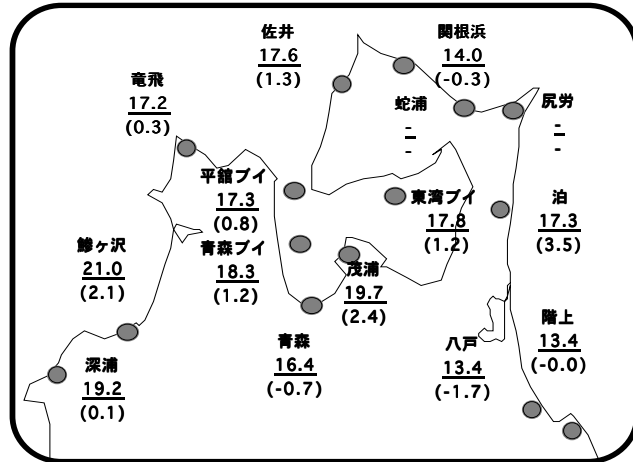 佐井
17.6
(1.3)
関根浜
14.0
(-0.3)
竜飛
17.2
(0.3)
蛇浦
-
-
尻労
-
-
平舘ブイ
17.3
(0.8)
東湾ブイ
17.8
(1.2)
泊
17.3
(3.5)
鰺ヶ沢
21.0
(2.1)
青森ブイ
18.3
(1.2)
茂浦
19.7
(2.4)
深浦
19.2
(0.1)
青森
16.4
(-0.7)
八戸
13.4
(-1.7)
階上
13.4
(-0.0)